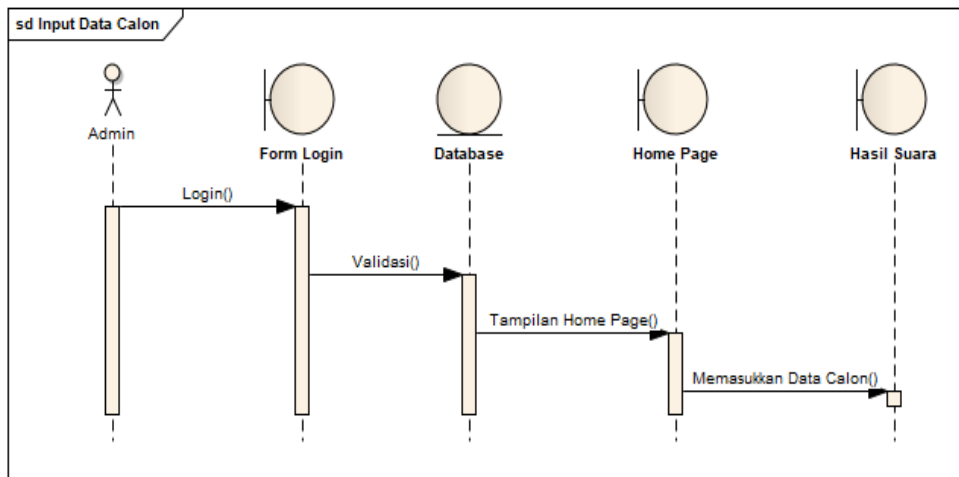 sd Input Data Calon
Admin
Form Login
Database
Home Page
Hasil Suara
Login()
Validasi()
Tampilan Home Page()
Memasukkan Data Calon()